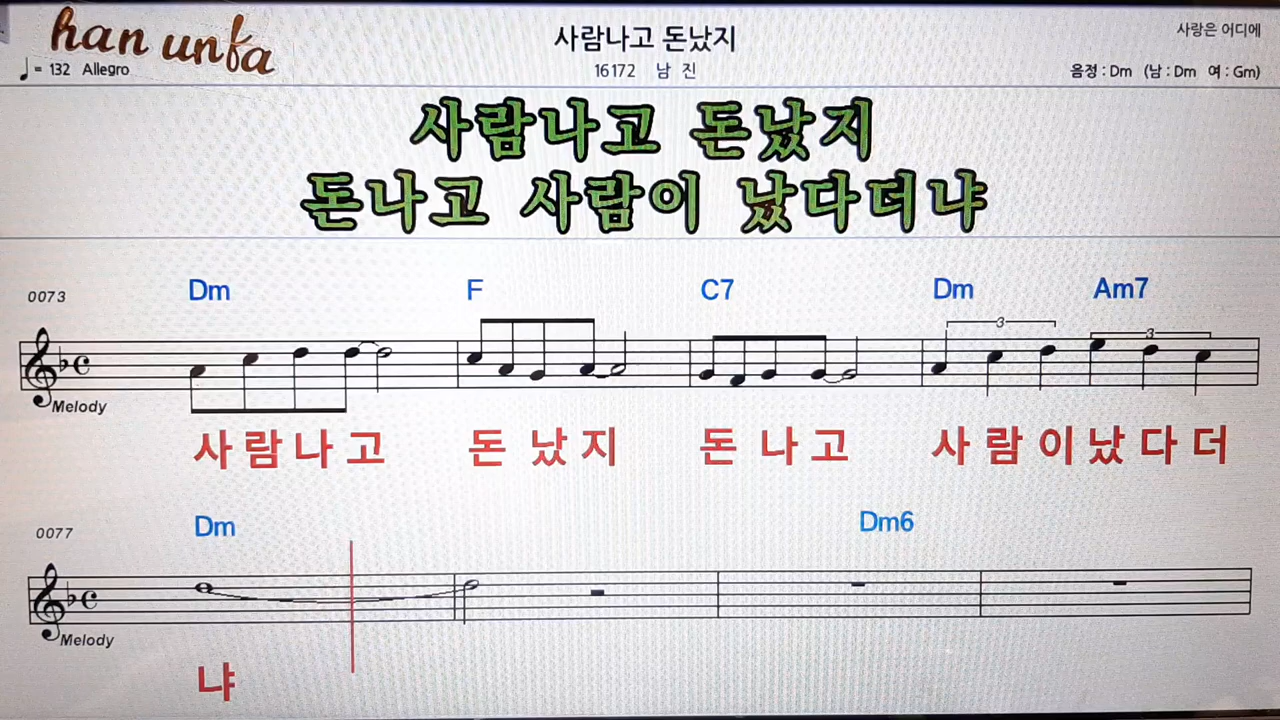 han unfa
사람나고 돈났지
사랑은 어디에
♩= 132 Allegro
16172 남 진
음정 : Dm (남 : Dm 여 : Gm)
사람나고 돈났지
돈나고 사람이 났다더냐
0073 Dm F C7 Dm Am7
3 3
Melody
사 람 나 고 돈 났 지 돈 나 고 사 람 이 났 다 더
0077 Dm Dm6
Melody
냐